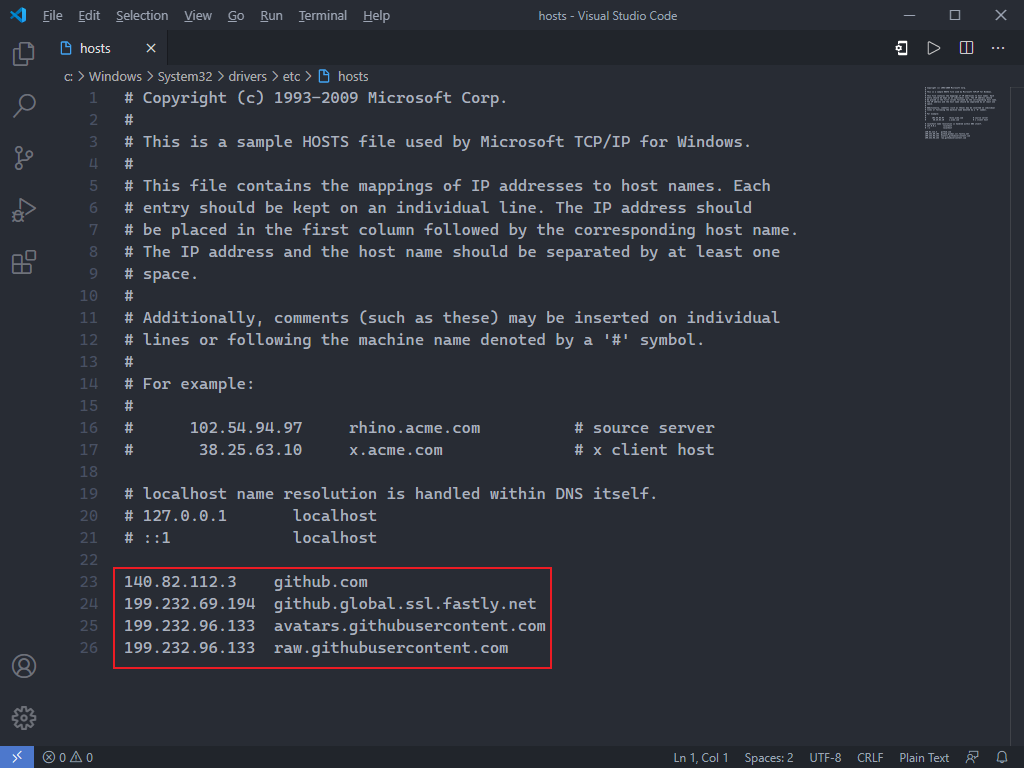 File Edit Selection View Go Run Terminal Help hosts - Visual Studio Code
hosts
c: > Windows > System32 > drivers > etc > hosts
1 # Copyright (c) 1993-2009 Microsoft Corp.
2 #
3 # This is a sample HOSTS file used by Microsoft TCP/IP for Windows.
4 #
5 # This file contains the mappings of IP addresses to host names. Each
6 # entry should be kept on an individual line. The IP address should
7 # be placed in the first column followed by the corresponding host name.
8 # The IP address and the host name should be separated by at least one
9 # space.
10 #
11 # Additionally, comments (such as these) may be inserted on individual
12 # lines or following the machine name denoted by a '#' symbol.
13 #
14 # For example:
15 #
16 # 102.54.94.97 rhino.acme.com # source server
17 # 38.25.63.10 x.acme.com # x client host
18
19 # localhost name resolution is handled within DNS itself.
20 # 127.0.0.1 localhost
21 # ::1 localhost
22
23 140.82.112.3 github.com
24 199.232.69.194 github.global.ssl.fastly.net
25 199.232.96.133 avatars.githubusercontent.com
26 199.232.96.133 raw.githubusercontent.com
0 0 Ln 1, Col 1 Spaces: 2 UTF-8 CRLF Plain Text